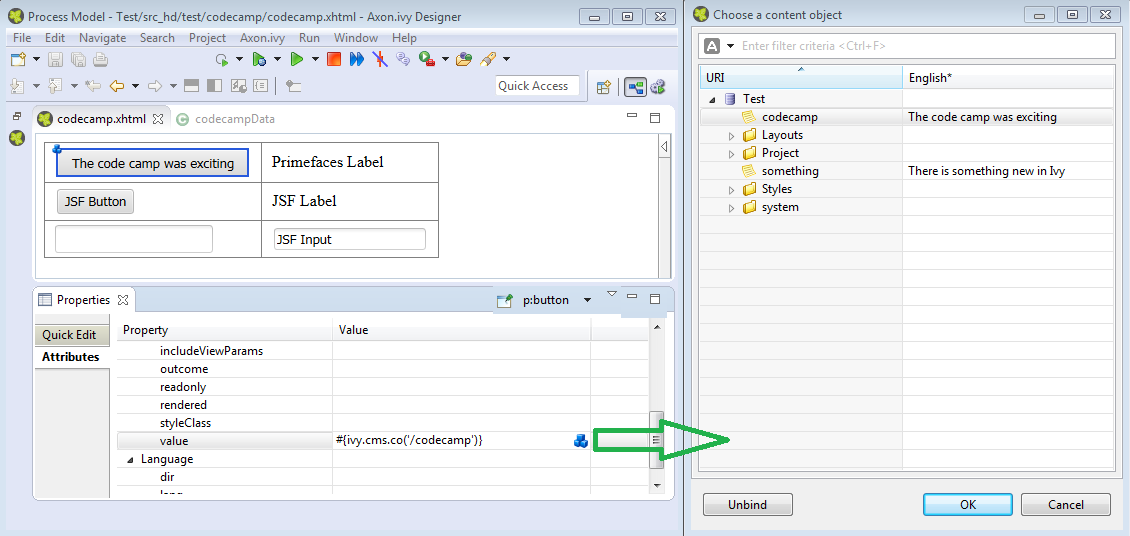 Process Model - Test/src_hd/test/codecamp/codecamp.xhtml - Axon.ivy Designer
File Edit Navigate Search Project Axon.ivy Run Window Help
Quick Access
codecamp.xhtml codecampData
The code camp was exciting Primefaces Label
JSF Button JSF Label
JSF Input
Properties p:button
Quick Edit
Attributes
Property Value
includeViewParams
outcome
readonly
rendered
styleClass
value #{ivy.cms.co('/codecamp')}
Language
dir
lang
Choose a content object
A Enter filter criteria <Ctrl+F>
URI English*
Test
codecamp The code camp was exciting
Layouts
Project
something There is something new in Ivy
Styles
system
Unbind OK Cancel